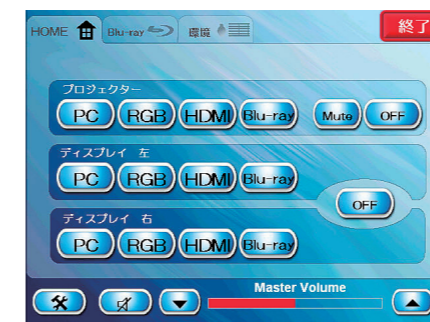 HOME Blu-ray 環境 終了
プロジェクター
PC RGB HDMI Blu-ray Mute OFF
ディスプレイ 左
PC RGB HDMI Blu-ray
OFF
ディスプレイ 右
PC RGB HDMI Blu-ray
Master Volume